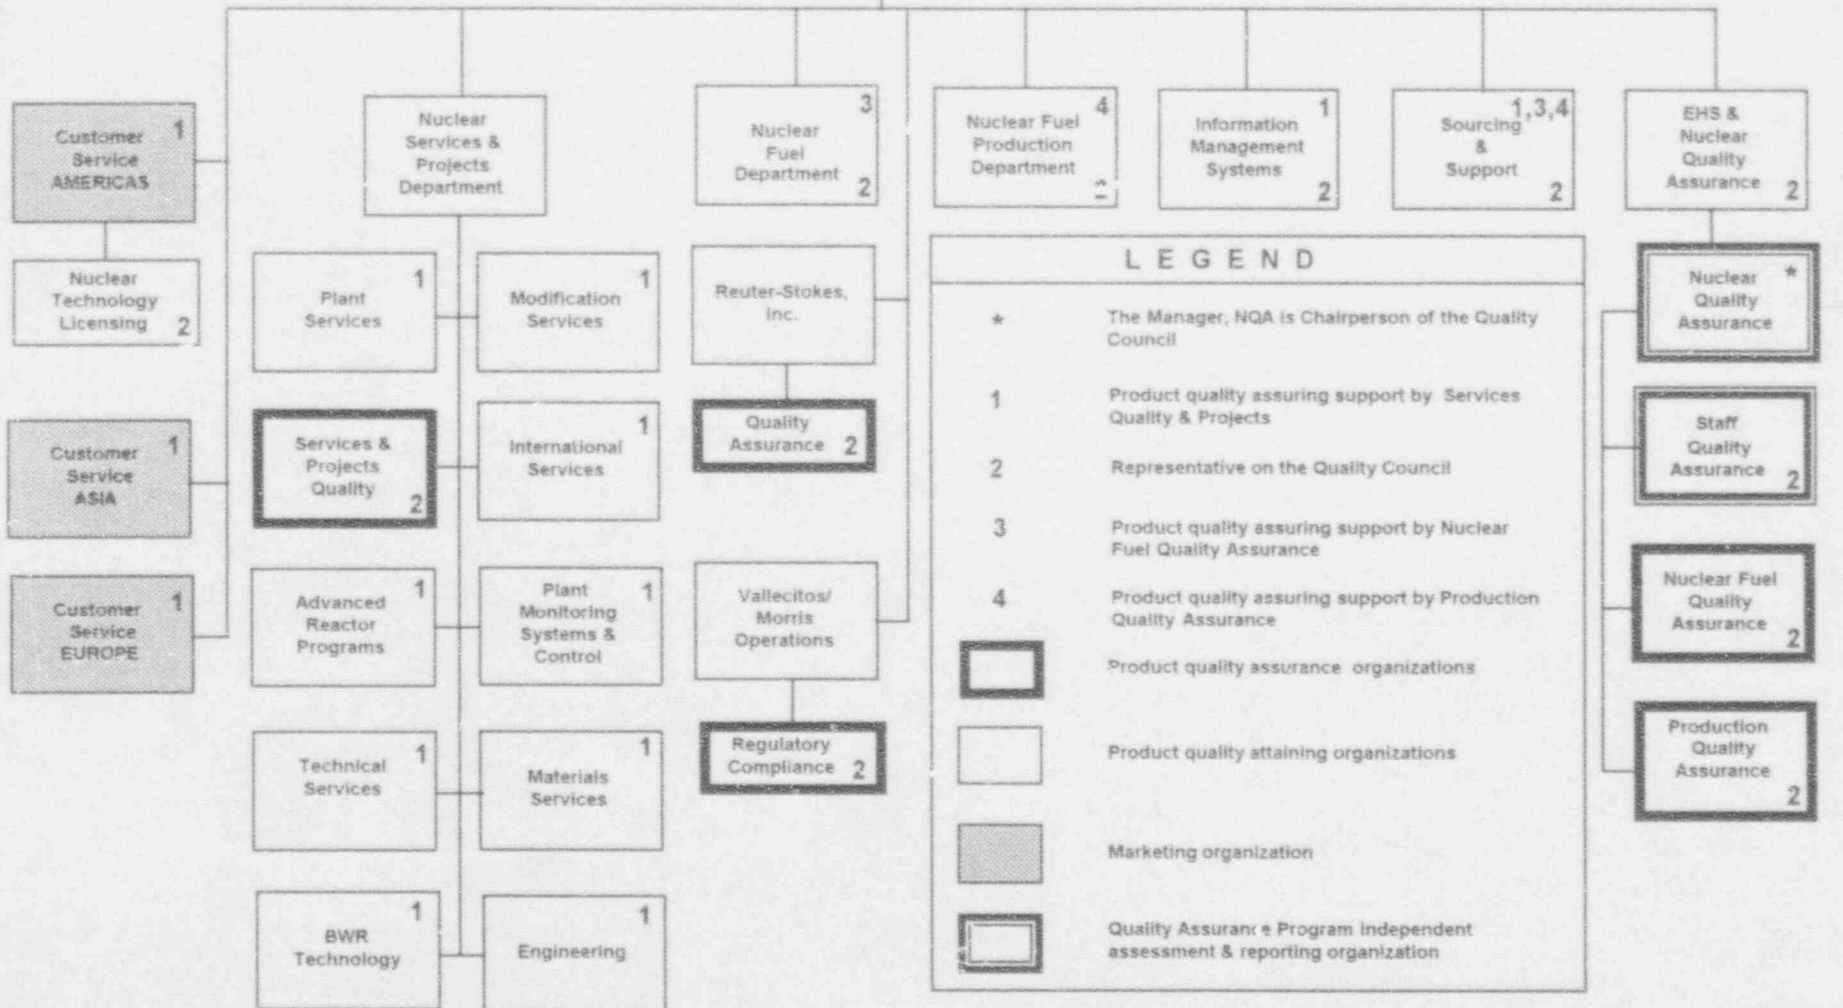 Customer 1
Service
AMERICAS
Nuclear
Technology
Licensing 2
Customer 1
Service
ASIA
Customer 1
Service
EUROPE
Nuclear
Services &
Projects
Department
Plant 1
Services
Modification 1
Services
Services &
Projects
Quality
2
International 1
Services
Advanced 1
Reactor
Programs
Plant 1
Monitoring
Systems &
Control
Technical 1
Services
Materials 1
Services
BWR 1
Technology
Engineering 1
3
Nuclear
Fuel
Department
2
Reuter-Stokes,
Inc.
Quality
Assurance 2
Vallecitos/
Morris
Operations
Regulatory
Compliance 2
Nuclear Fuel 4
Production
Department
Information 1
Management
Systems
2
1,3,4
Sourcing
&
Support
2
EHS &
Nuclear
Quality
Assurance 2
Nuclear *
Quality
Assurance
Staff
Quality
Assurance
2
Nuclear Fuel
Quality
Assurance
2
Production
Quality
Assurance
2
LEGEND
* The Manager, NQA is Chairperson of the Quality
Council
1 Product quality assuring support by Services
Quality & Projects
2 Representative on the Quality Council
3 Product quality assuring support by Nuclear
Fuel Quality Assurance
4 Product quality assuring support by Production
Quality Assurance
Product quality assurance organizations
Product quality attaining organizations
Marketing organization
Quality Assurance Program independent
assessment & reporting organization